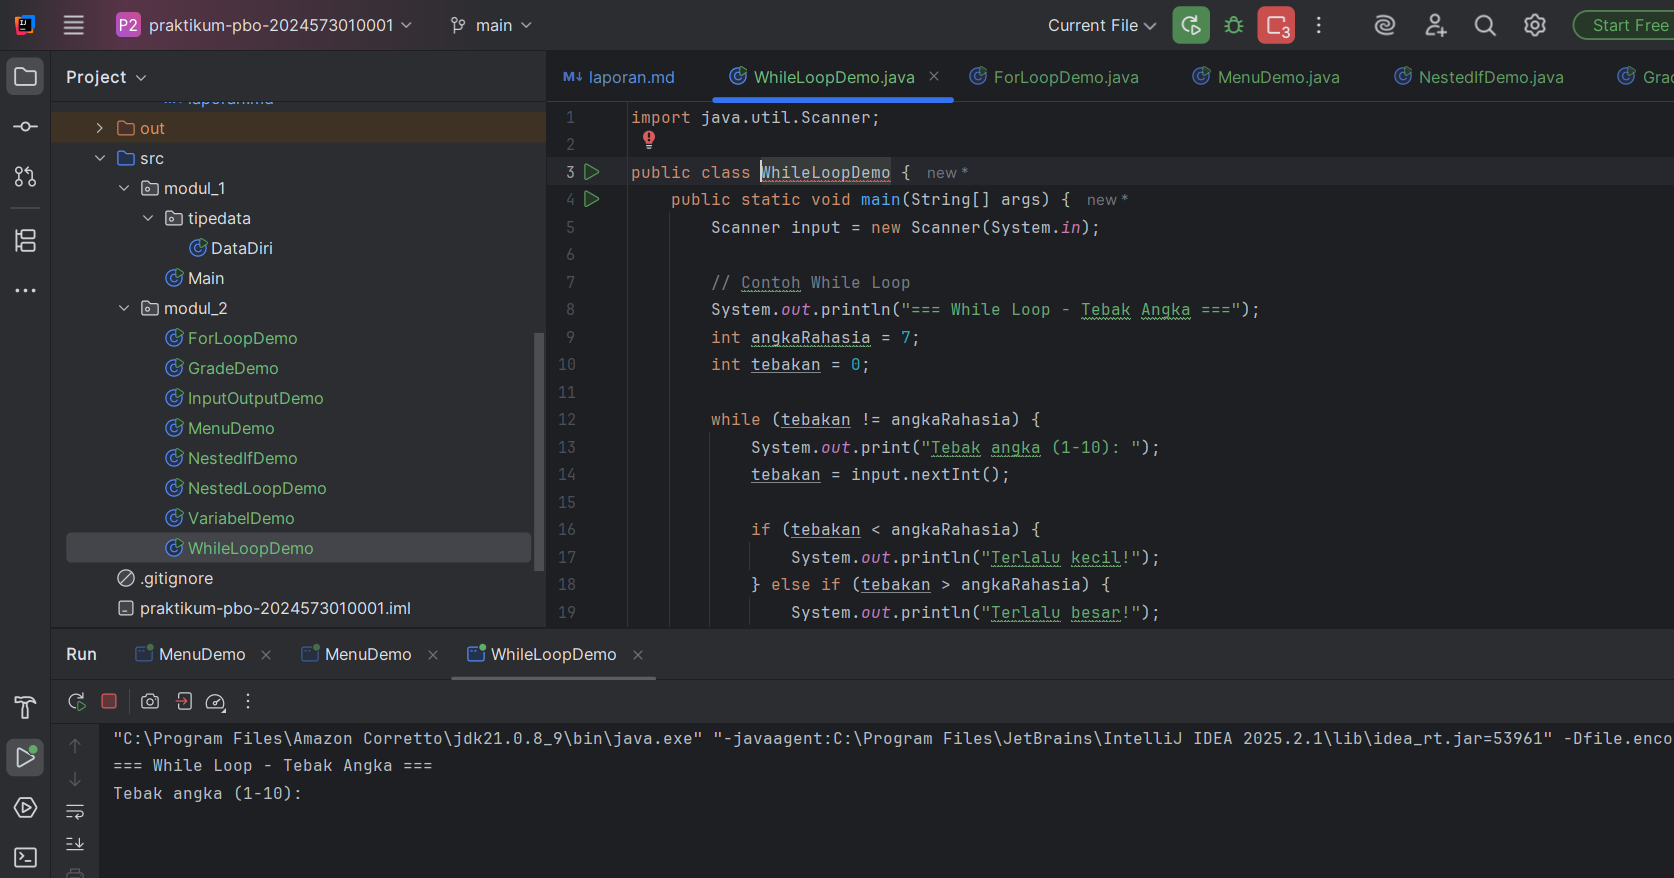 P2 praktikum-pbo-2024573010001 main Current File 3 Start Free
Project
laporan.md WhileLoopDemo.java ForLoopDemo.java MenuDemo.java NestedIfDemo.java Grad
laporan.md
out
src
modul_1
tipedata
DataDiri
Main
modul_2
ForLoopDemo
GradeDemo
InputOutputDemo
MenuDemo
NestedIfDemo
NestedLoopDemo
VariabelDemo
WhileLoopDemo
.gitignore
praktikum-pbo-2024573010001.iml
1 import java.util.Scanner;
2
3 public class WhileLoopDemo { new *
4 public static void main(String[] args) { new *
5 Scanner input = new Scanner(System.in);
6
7 // Contoh While Loop
8 System.out.println("=== While Loop - Tebak Angka ===");
9 int angkaRahasia = 7;
10 int tebakan = 0;
11
12 while (tebakan != angkaRahasia) {
13 System.out.print("Tebak angka (1-10): ");
14 tebakan = input.nextInt();
15
16 if (tebakan < angkaRahasia) {
17 System.out.println("Terlalu kecil!");
18 } else if (tebakan > angkaRahasia) {
19 System.out.println("Terlalu besar!");
Run MenuDemo MenuDemo WhileLoopDemo
"C:\Program Files\Amazon Corretto\jdk21.0.8_9\bin\java.exe" "-javaagent:C:\Program Files\JetBrains\IntelliJ IDEA 2025.2.1\lib\idea_rt.jar=53961" -Dfile.enco
=== While Loop - Tebak Angka ===
Tebak angka (1-10):